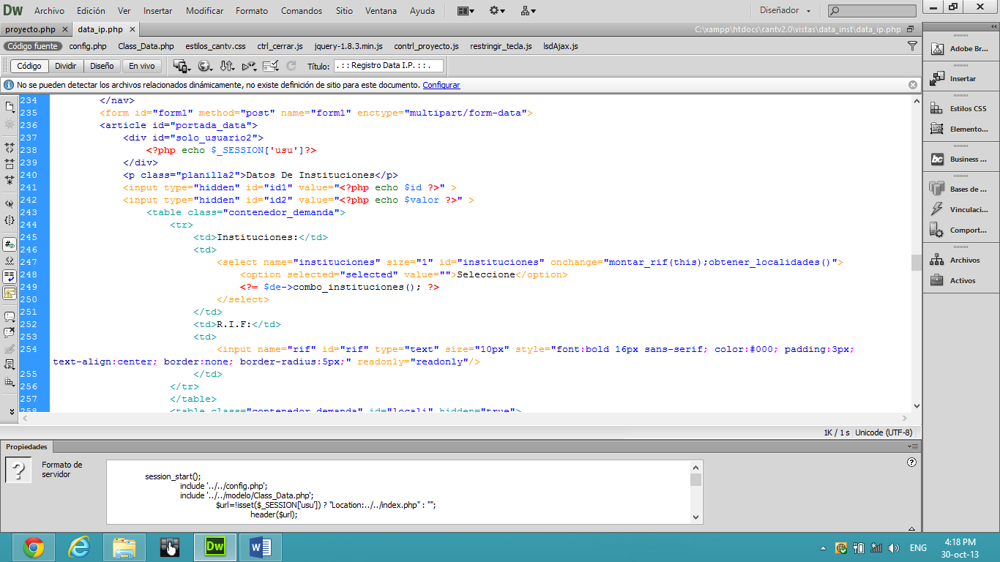 Dw Archivo Edición Ver Insertar Modificar Formato Comandos Sitio Ventana Ayuda Diseñador
proyecto.php × data_ip.php × C:\xampp\htdocs\cantv2.0\vistas\data_inst\data_ip.php
Código fuente config.php Class_Data.php estilos_cantv.css ctrl_cerrar.js jquery-1.8.3.min.js contrl_proyecto.js restringir_tecla.js lsdAjax.js
Código Dividir Diseño En vivo Título: . : : Registro Data I.P. : : .
No se pueden detectar los archivos relacionados dinámicamente, no existe definición de sitio para este documento. Configurar
234 </nav>
235 <form id="form1" method="post" name="form1" enctype="multipart/form-data">
236 <article id="portada_data">
237 <div id="solo_usuario2">
238 <?php echo $_SESSION['usu']?>
239 </div>
240 <p class="planilla2">Datos De Instituciones</p>
241 <input type="hidden" id="id1" value="<?php echo $id ?>" >
242 <input type="hidden" id="id2" value="<?php echo $valor ?>" >
243 <table class="contenedor_demanda">
244 <tr>
245 <td>Instituciones:</td>
246 <td>
247 <select name="instituciones" size="1" id="instituciones" onchange="montar_rif(this);obtener_localidades()">
248 <option selected="selected" value="">Seleccione</option>
249 <?= $de->combo_instituciones(); ?>
250 </select>
251 </td>
252 <td>R.I.F:</td>
253 <td>
254 <input name="rif" id="rif" type="text" size="10px" style="font:bold 16px sans-serif; color:#000; padding:3px;
text-align:center; border:none; border-radius:5px;" readonly="readonly"/>
255 </td>
256 </tr>
257 </table>
258 <table class="contenedor_demanda" id="locali" hidden="true">
1K / 1 s Unicode (UTF-8)
Adobe Br...
Insertar
Estilos CSS
Elemento...
bc Business ...
Bases de ...
Vinculaci...
Comport...
Archivos
Activos
Propiedades
? Formato de
servidor
session_start();
include '../../config.php';
include '../../modelo/Class_Data.php';
$url=!isset($_SESSION['usu']) ? "Location:../../index.php" : "";
header($url);
Dw W ENG 4:18 PM
30-oct-13